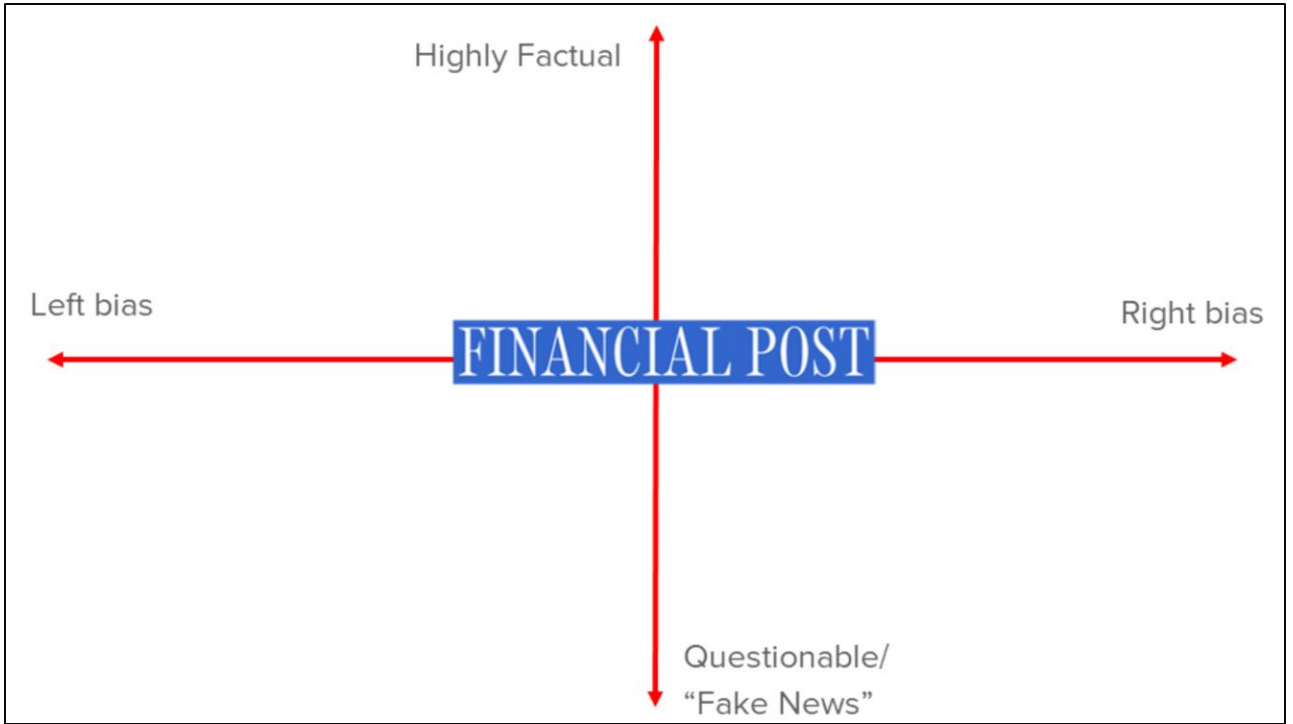 Highly Factual
Left bias
Right bias
FINANCIAL POST
Questionable/
“Fake News”